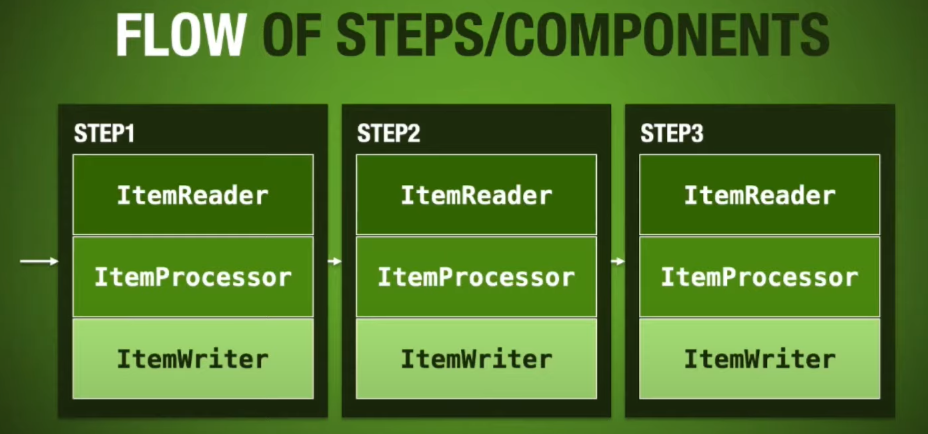 FLOW OF STEPS/COMPONENTS
STEP1
ItemReader
ItemProcessor
ItemWriter
STEP2
ItemReader
ItemProcessor
ItemWriter
STEP3
ItemReader
ItemProcessor
ItemWriter